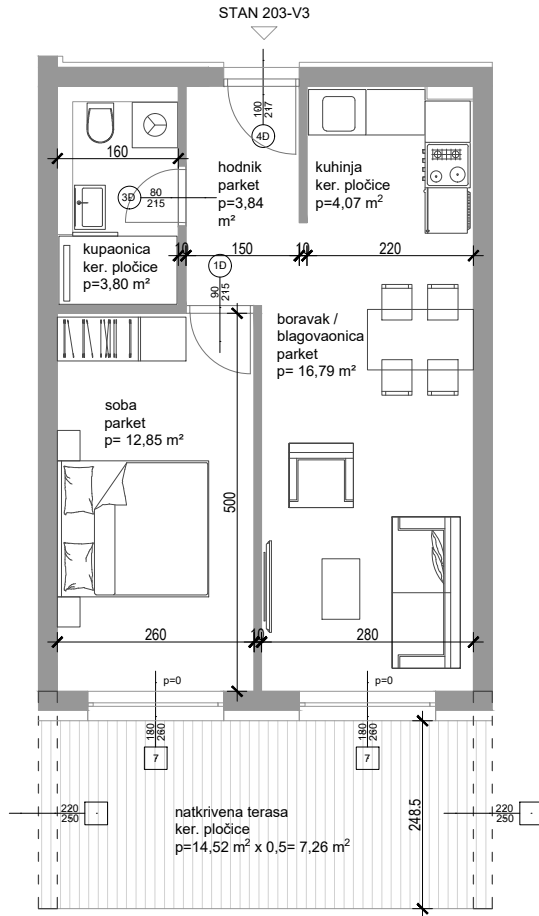 STAN 203-V3
100
217
4D
160
hodnik
parket
p=3,84
m²
kuhinja
ker. pločice
p=4,07 m²
3D
80
215
kupaonica
ker. pločice
p=3,80 m²
10
150
10
220
1D
90
215
boravak /
blagovaonica
parket
p= 16,79 m²
soba
parket
p= 12,85 m²
500
260
10
280
p=0
p=0
180
260
7
180
260
7
220
250
220
250
248.5
natkrivena terasa
ker. pločice
p=14,52 m² x 0,5= 7,26 m²